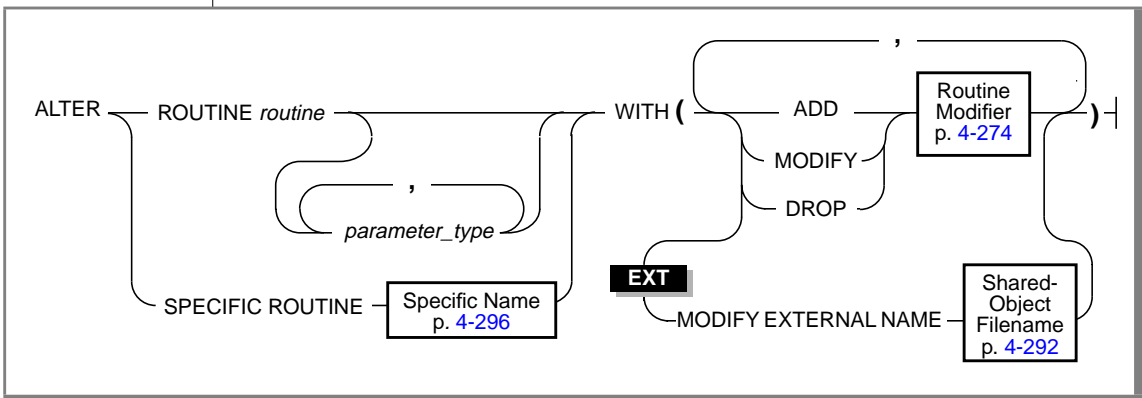 ,
ALTER ROUTINE routine WITH ( ADD Routine Modifier p. 4-274 )
MODIFY
,
DROP
parameter_type
EXT
SPECIFIC ROUTINE Specific Name p. 4-296
MODIFY EXTERNAL NAME Shared-Object Filename p. 4-292